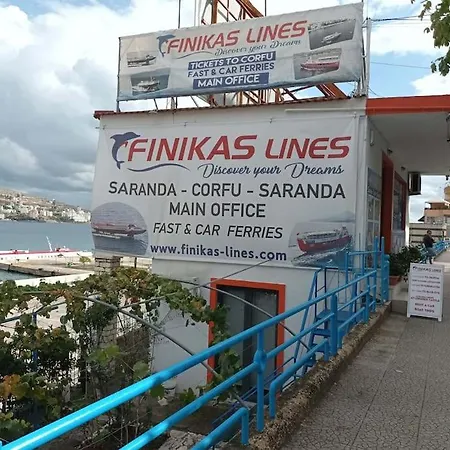 FINIKAS LINES
Discover your Dream
TICKETS TO CORFU
FAST & CAR FERRIES
MAIN OFFICE
FINIKAS LINES
Discover your Dreams
SARANDA - CORFU - SARANDA
MAIN OFFICE
FAST & CAR FERRIES
www.finikas-lines.com